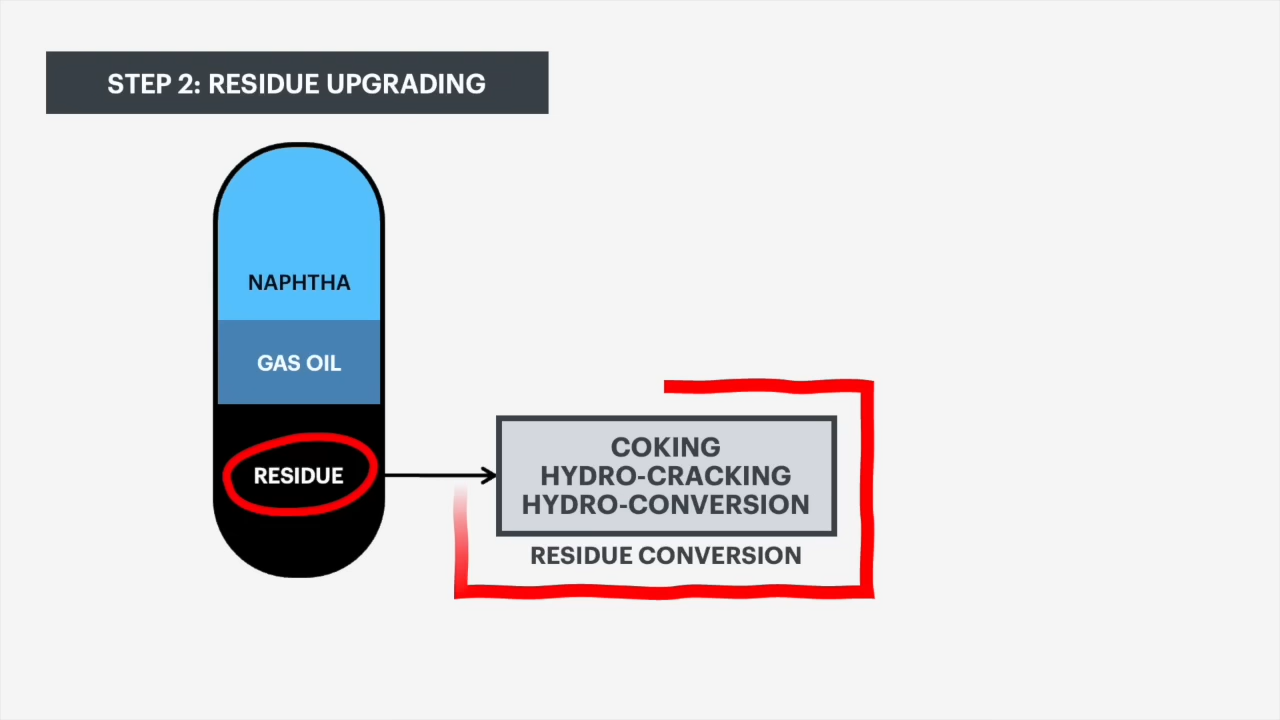 STEP 2: RESIDUE UPGRADING
NAPHTHA
GAS OIL
RESIDUE
COKING
HYDRO-CRACKING
HYDRO-CONVERSION
RESIDUE CONVERSION